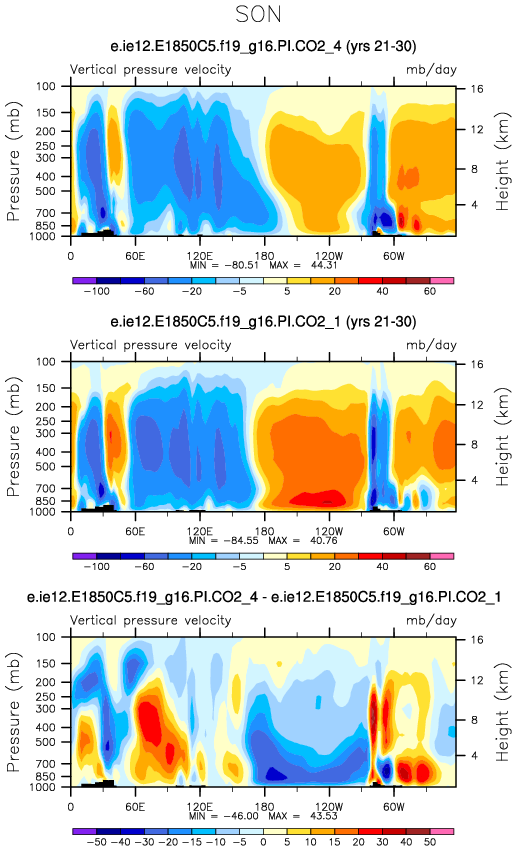 SON
e.ie12.E1850C5.f19_g16.PI.CO2_4 (yrs 21-30)
Vertical pressure velocity mb/day
Pressure (mb)
100
150
200
250
300
400
500
700
850
1000
16
12
8
4
Height (km)
0 60E 120E 180 120W 60W
MIN = -80.51 MAX = 44.31
-100 -60 -20 -5 5 20 40 60
e.ie12.E1850C5.f19_g16.PI.CO2_1 (yrs 21-30)
Vertical pressure velocity mb/day
Pressure (mb)
100
150
200
250
300
400
500
700
850
1000
16
12
8
4
Height (km)
0 60E 120E 180 120W 60W
MIN = -84.55 MAX = 40.76
-100 -60 -20 -5 5 20 40 60
e.ie12.E1850C5.f19_g16.PI.CO2_4 - e.ie12.E1850C5.f19_g16.PI.CO2_1
Vertical pressure velocity mb/day
Pressure (mb)
100
150
200
250
300
400
500
700
850
1000
16
12
8
4
Height (km)
0 60E 120E 180 120W 60W
MIN = -46.00 MAX = 43.53
-50 -40 -30 -20 -15 -10 -5 0 5 10 15 20 30 40 50